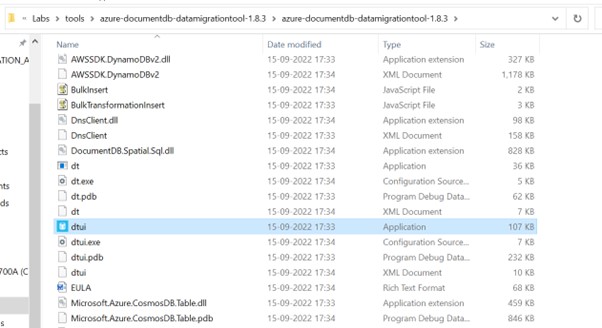 « Labs > tools > azure-documentdb-datamigrationtool-1.8.3 > azure-documentdb-datamigrationtool-1.8.3 >
Name Date modified Type Size
AWSSDK.DynamoDBv2.dll 15-09-2022 17:33 Application extension 327 KB
AWSSDK.DynamoDBv2 15-09-2022 17:34 XML Document 1,178 KB
BulkInsert 15-09-2022 17:34 JavaScript File 2 KB
BulkTransformationInsert 15-09-2022 17:33 JavaScript File 3 KB
DnsClient.dll 15-09-2022 17:34 Application extension 98 KB
DnsClient 15-09-2022 17:33 XML Document 158 KB
DocumentDB.Spatial.Sql.dll 15-09-2022 17:34 Application extension 828 KB
dt 15-09-2022 17:33 Application 36 KB
dt.exe 15-09-2022 17:34 Configuration Source... 5 KB
dt.pdb 15-09-2022 17:33 Program Debug Data... 62 KB
dt 15-09-2022 17:34 XML Document 7 KB
dtui 15-09-2022 17:33 Application 107 KB
dtui.exe 15-09-2022 17:34 Configuration Source... 7 KB
dtui.pdb 15-09-2022 17:33 Program Debug Data... 232 KB
dtui 15-09-2022 17:34 XML Document 10 KB
EULA 15-09-2022 17:34 Rich Text Format 68 KB
Microsoft.Azure.CosmosDB.Table.dll 15-09-2022 17:33 Application extension 459 KB
Microsoft.Azure.CosmosDB.Table.pdb 15-09-2022 17:34 Program Debug Data... 846 KB